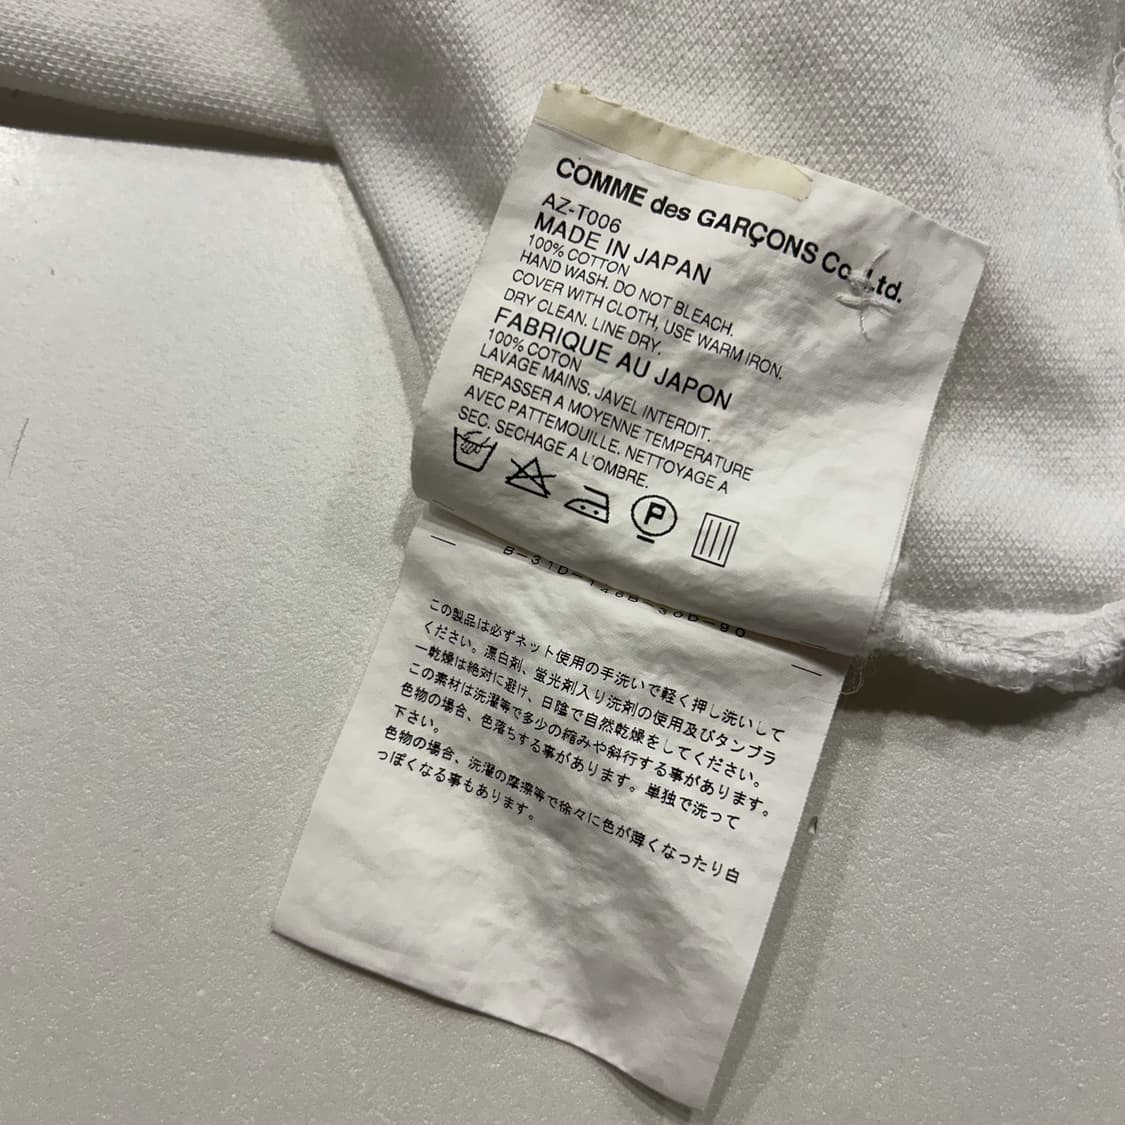 COMME des GARÇONS Co., Ltd.
AZ-T006
MADE IN JAPAN
100% COTTON
HAND WASH. DO NOT BLEACH.
COVER WITH CLOTH, USE WARM IRON.
DRY CLEAN. LINE DRY.
FABRIQUE AU JAPON
100% COTON
LAVAGE MAINS. JAVEL INTERDIT.
REPASSER A MOYENNE TEMPERATURE
AVEC PATTEMOUILLE. NETTOYAGE A
SEC. SECHAGE A L'OMBRE.
P
この製品は必ずネット使用の手洗いで軽く押し洗いして
ください。漂白剤、蛍光剤入り洗剤の使用及びタンブラ
ー乾燥は絶対に避け、日陰で自然乾燥をしてください。
この素材は洗濯等で多少の縮みや斜行する事があります。
色物の場合、色落ちする事があります。単独で洗って
下さい。
色物の場合、洗濯の摩擦等で徐々に色が薄くなったり白
っぽくなる事もあります。